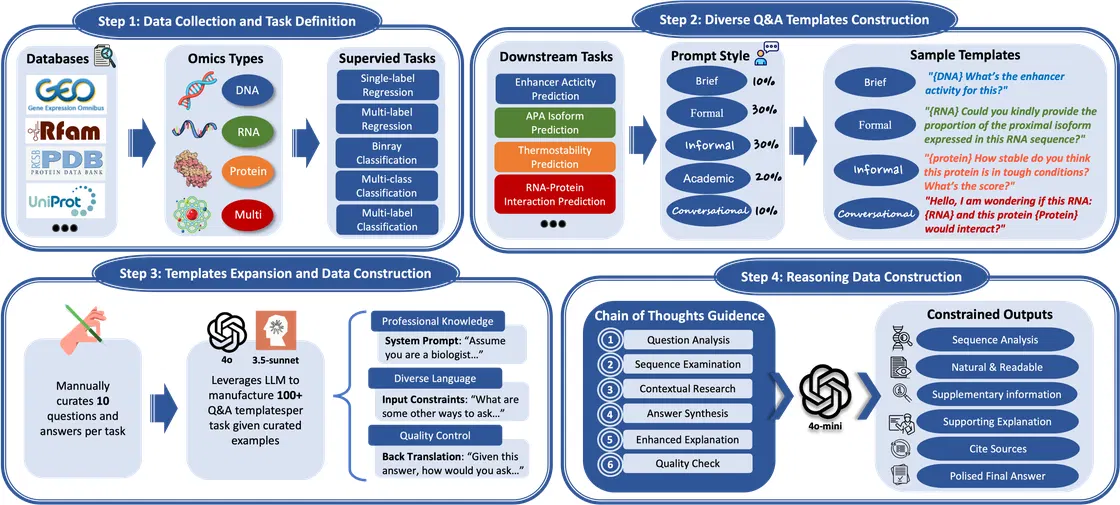 Step 1: Data Collection and Task Definition
Databases
GEO
Gene Expression Omnibus
Rfam
RCSB
PDB
PROTEIN DATA BANK
UniProt
Omics Types
DNA
RNA
Protein
Multi
Supervied Tasks
Single-label
Regression
Multi-label
Regression
Binray
Classification
Multi-class
Classification
Multi-label
Classification
Step 2: Diverse Q&A Templates Construction
Downstream Tasks
Enhancer Activity
Prediction
APA Isoform
Prediction
Thermostability
Prediction
RNA-Protein
Interaction Prediction
Prompt Style
Brief 10%
Formal 30%
Informal 30%
Academic 20%
Conversational 10%
Sample Templates
Brief
"{DNA} What's the enhancer
activity for this?"
Formal
"{RNA} Could you kindly provide the
proportion of the proximal isoform
expressed in this RNA sequence?"
Informal
"{protein} How stable do you think
this protein is in tough conditions?
What's the score?"
Conversational
"Hello, I am wondering if this RNA:
{RNA} and this protein {Protein}
would interact?"
Step 3: Templates Expansion and Data Construction
Mannually
curates 10
questions and
answers per task
4o
3.5-sunnet
Leverages LLM to
manufacture 100+
Q&A templatesper
task given curated
examples
Professional Knowledge
System Prompt: “Assume
you are a biologist…”
Diverse Language
Input Constraints: “What are
some other ways to ask…”
Quality Control
Back Translation: “Given this
answer, how would you ask…”
Step 4: Reasoning Data Construction
Chain of Thoughts Guidence
1 Question Analysis
2 Sequence Examination
3 Contextual Research
4 Answer Synthesis
5 Enhanced Explanation
6 Quality Check
4o-mini
Constrained Outputs
Sequence Analysis
Natural & Readable
Supplementary information
Supporting Explanation
Cite Sources
Polised Final Answer